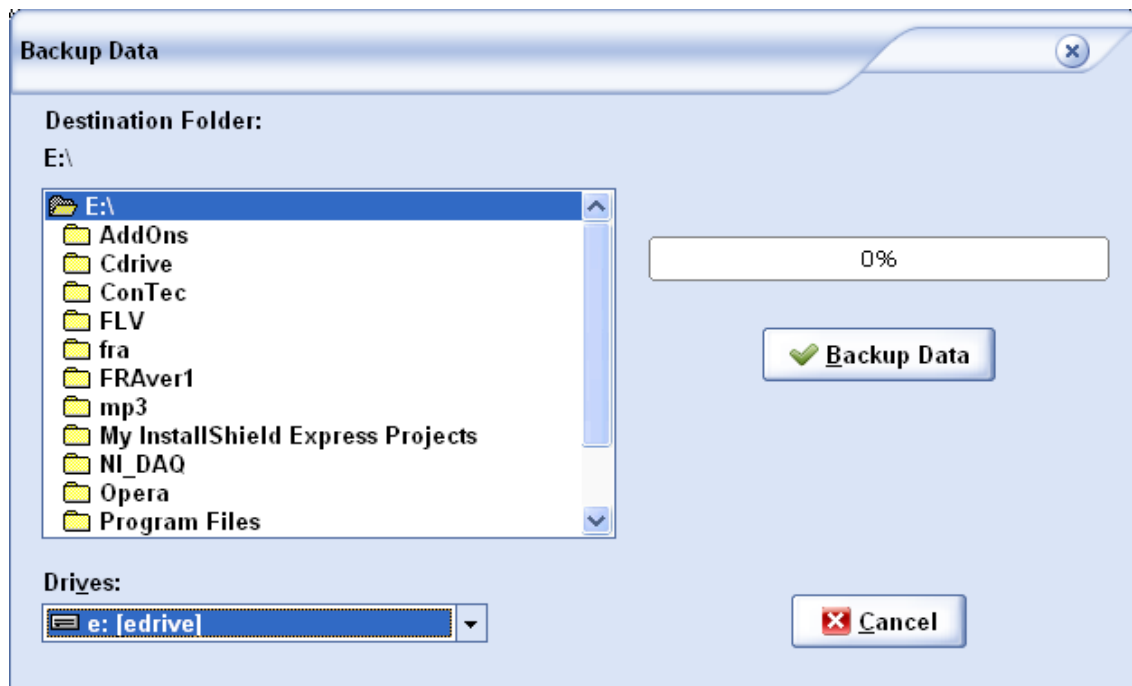 Backup Data
Destination Folder:
E:\
E:\
AddOns
Cdrive
ConTec
FLV
fra
FRAver1
mp3
My InstallShield Express Projects
NI_DAQ
Opera
Program Files
0%
Backup Data
Drives:
e: [edrive]
Cancel